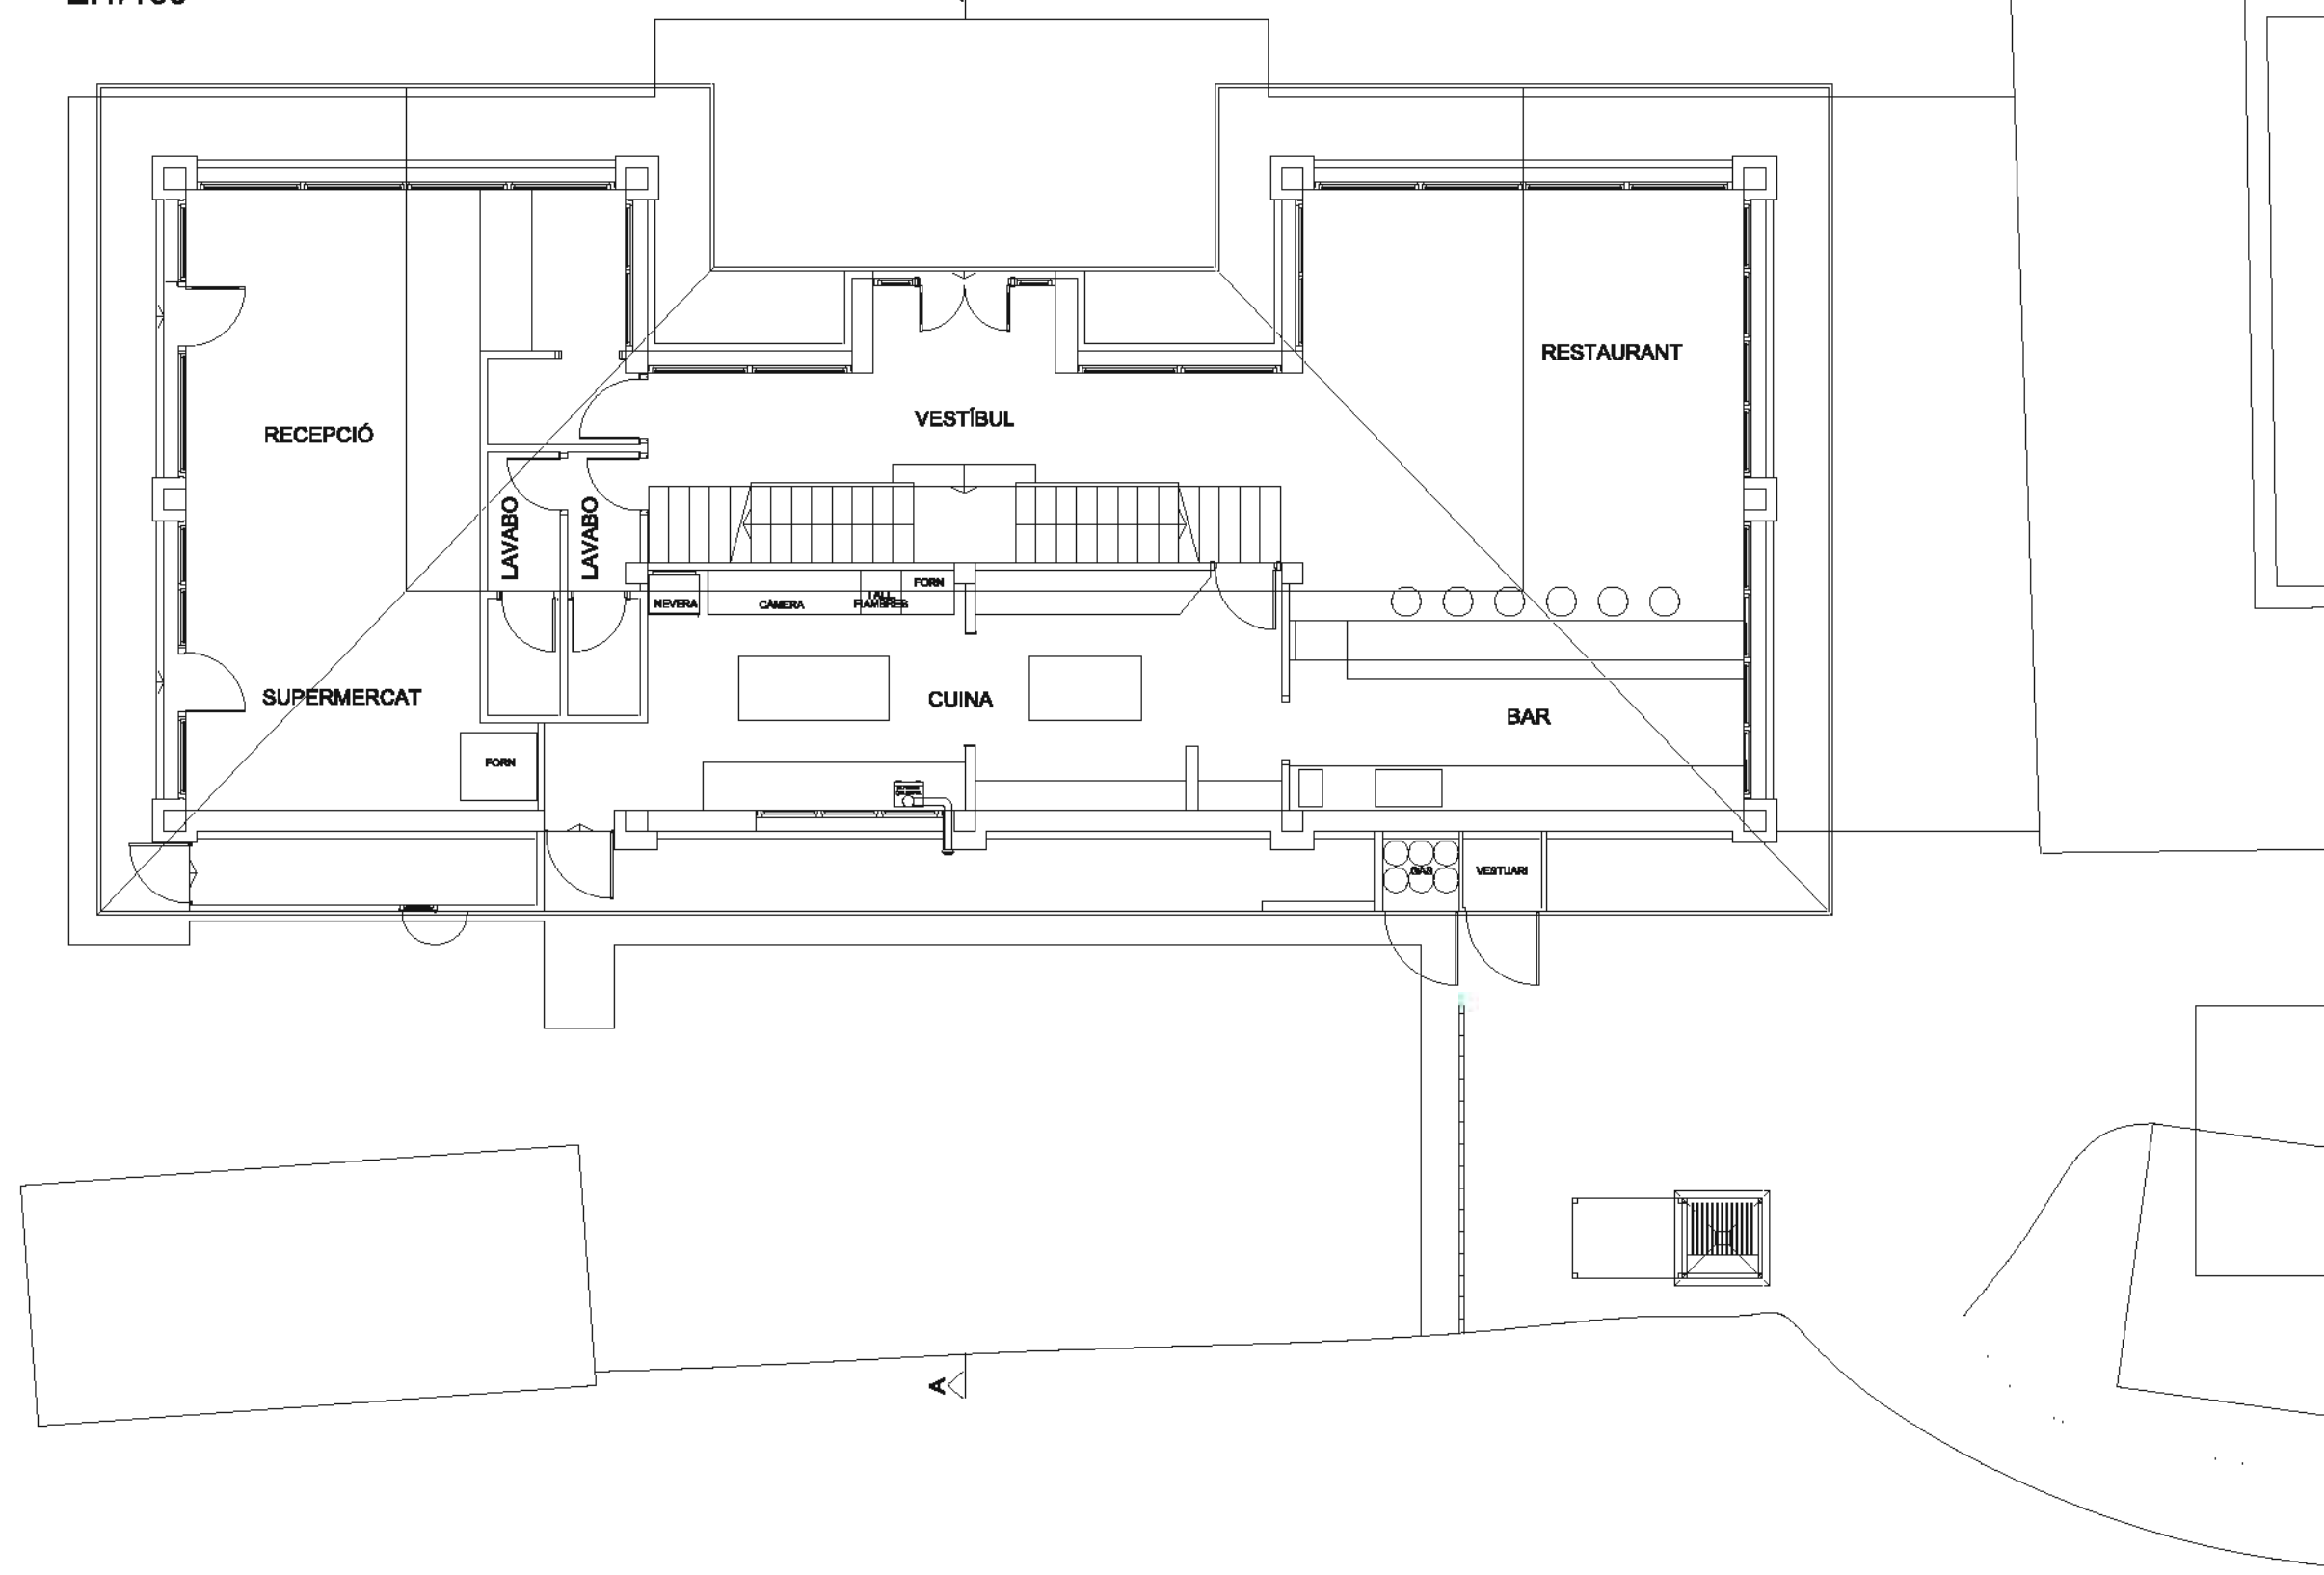 RESTAURANT
VESTÍBUL
RECEPCIÓ
LAVABO
LAVABO
FORN
NEVERA
CÀMERA
FIAMBRES
SUPERMERCAT
CUINA
BAR
FORN
GAS
VESTUARI
A